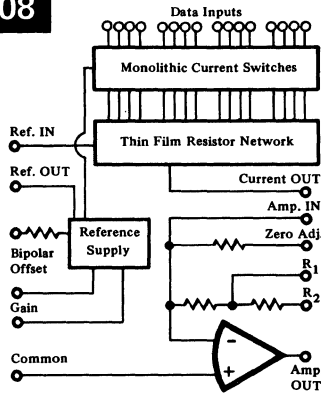 08
Data Inputs
Monolithic Current Switches
Ref. IN
Thin Film Resistor Network
Ref. OUT
Current OUT
Amp. IN
Reference
Supply
Zero Adj.
Bipolar
Offset
R1
R2
Gain
−
Common
+
Amp
OUT